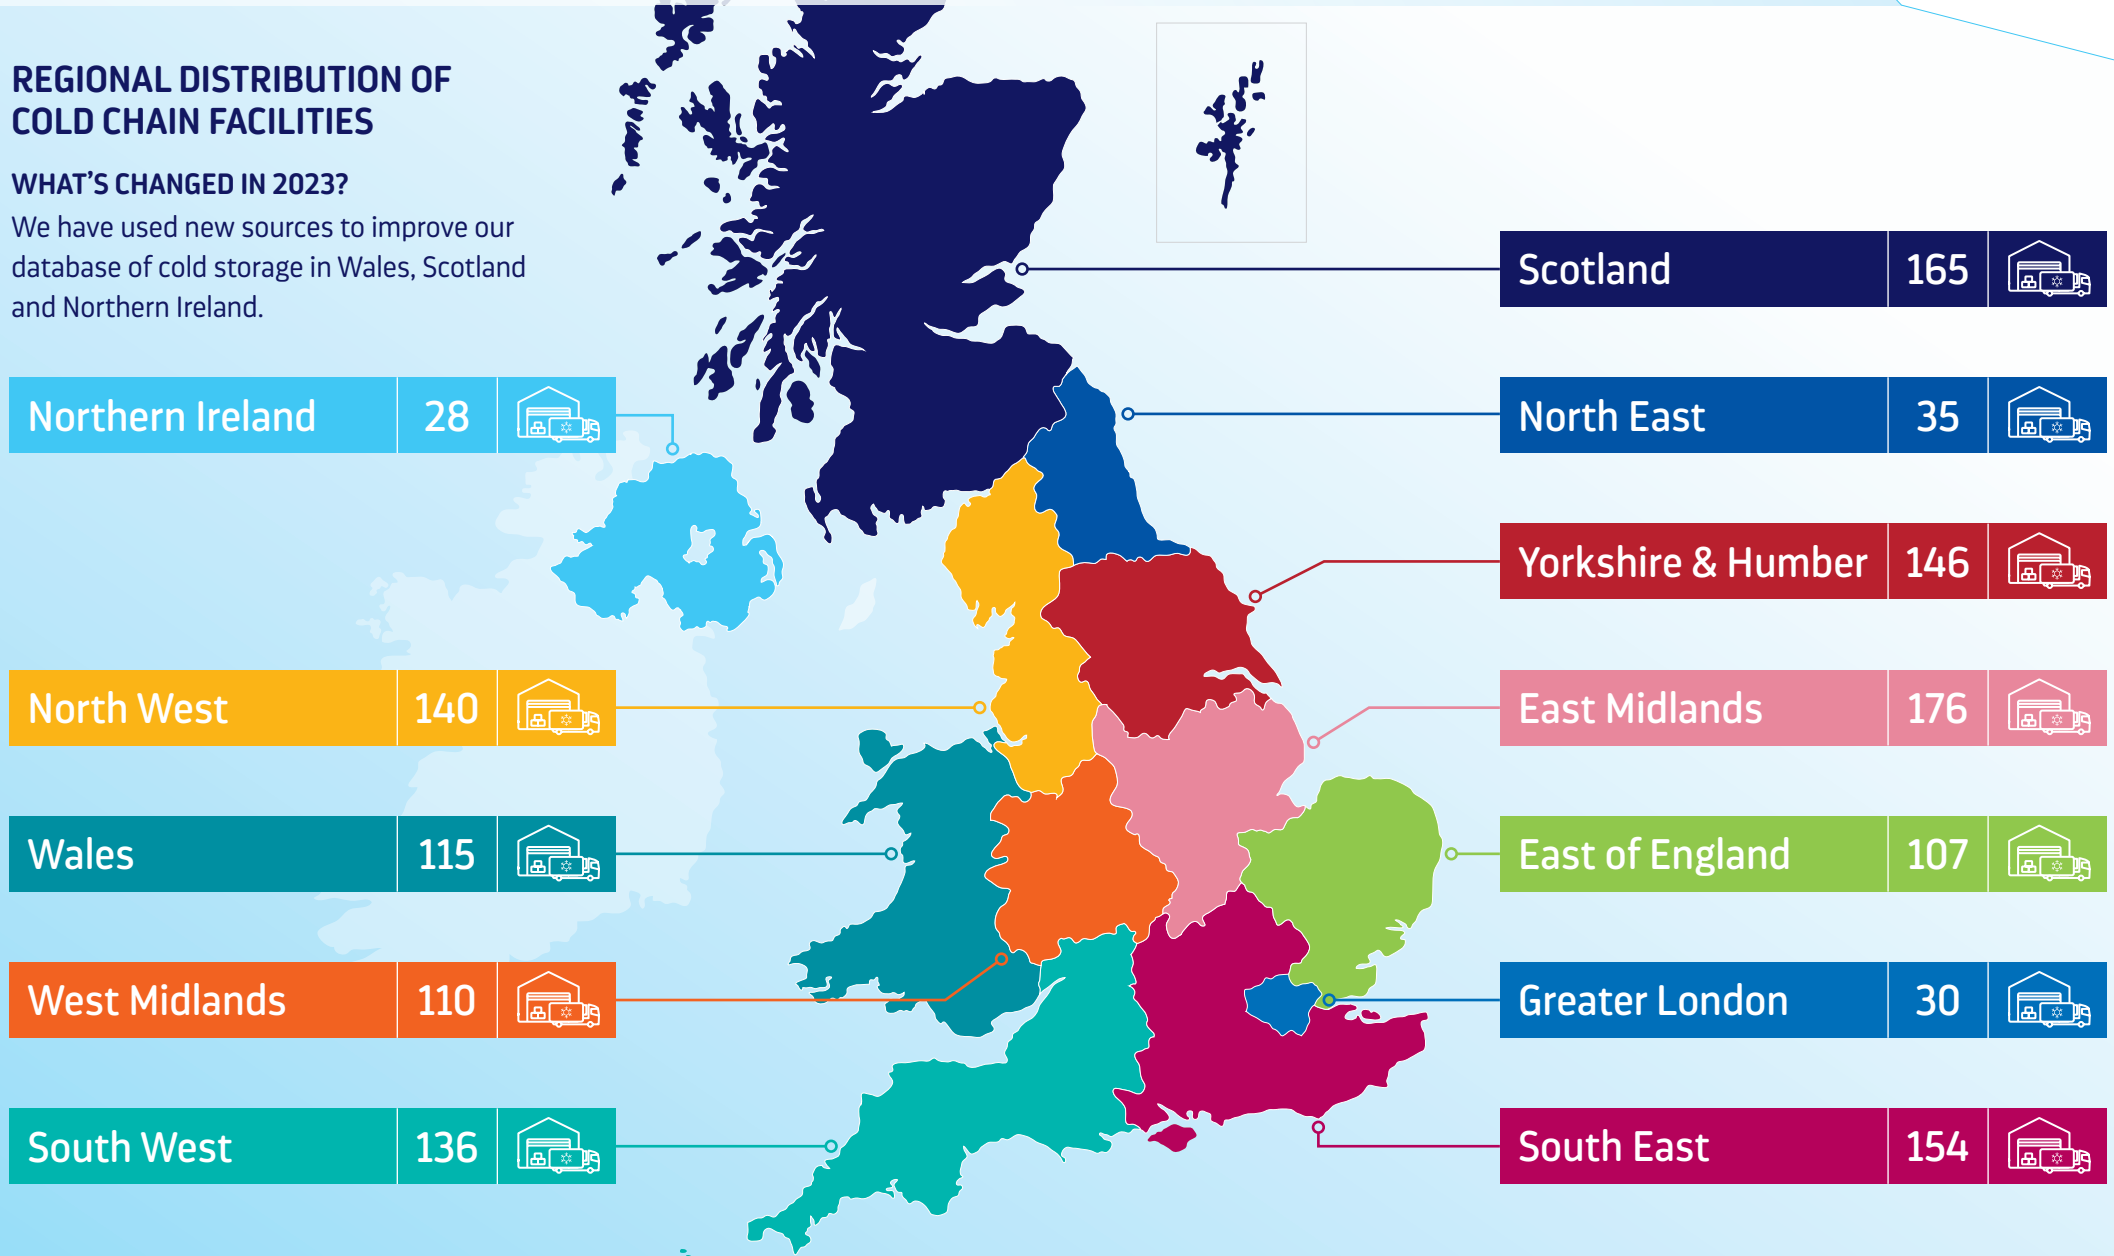 REGIONAL DISTRIBUTION OF
COLD CHAIN FACILITIES
WHAT'S CHANGED IN 2023?
We have used new sources to improve our
database of cold storage in Wales, Scotland
and Northern Ireland.
Northern Ireland 28
North West 140
Wales 115
West Midlands 110
South West 136
Scotland 165
North East 35
Yorkshire & Humber 146
East Midlands 176
East of England 107
Greater London 30
South East 154